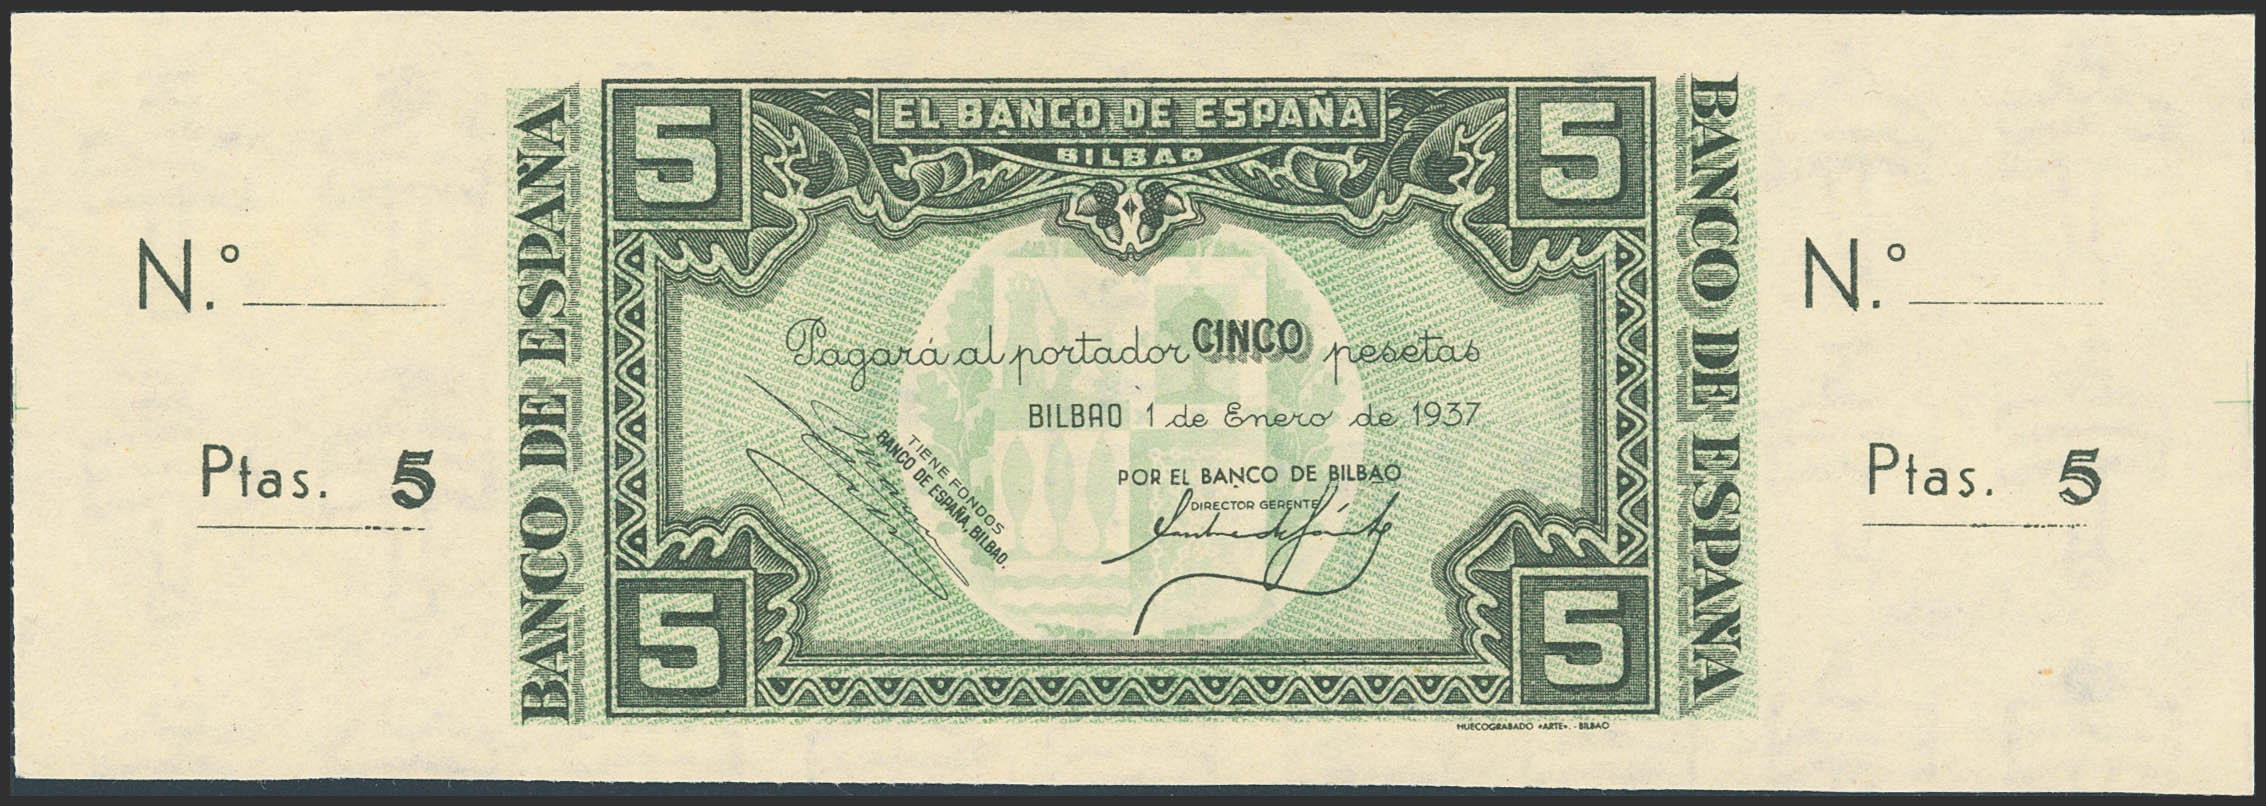 EL BANCO DE ESPAÑA
BILBAO
5
5
BANCO DE ESPAÑA
BANCO DE ESPAÑA
N.º
N.º
Pagará al portador CINCO pesetas
BILBAO 1 de Enero de 1937
Ptas. 5
Ptas. 5
TIENE FONDOS
BANCO DE ESPAÑA, BILBAO.
POR EL BANCO DE BILBAO
DIRECTOR GERENTE
5
5
HUECOGRABADO «ARTE». - BILBAO